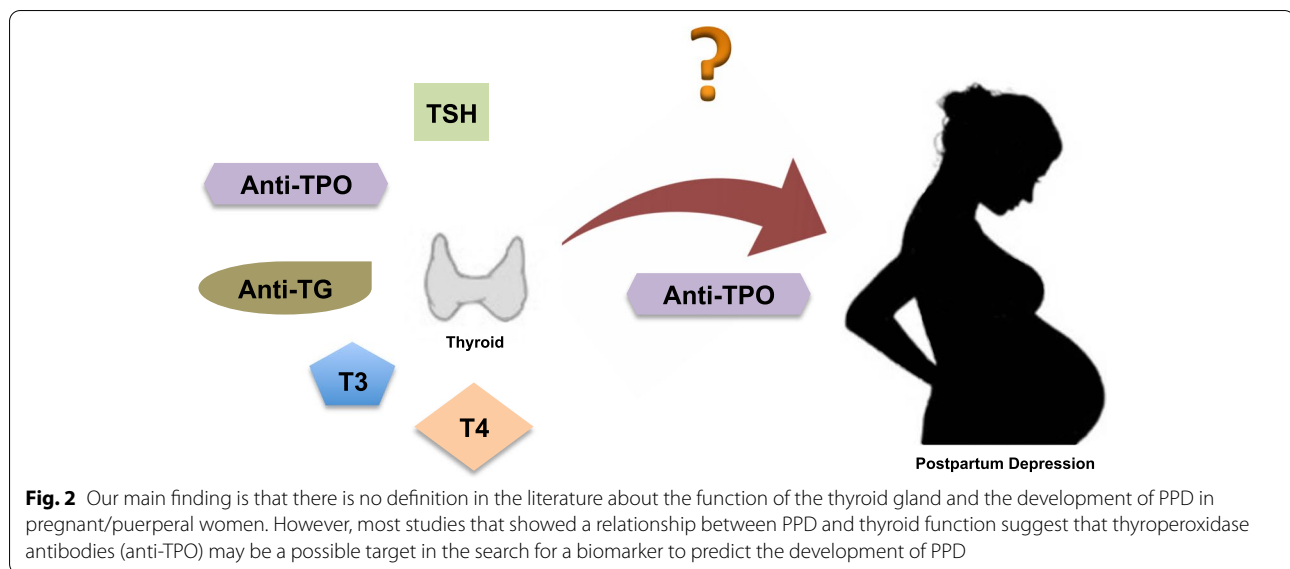 ?
TSH
Anti-TPO
Anti-TG
Thyroid
T3
T4
Anti-TPO
Postpartum Depression
Fig. 2 Our main finding is that there is no definition in the literature about the function of the thyroid gland and the development of PPD in
pregnant/puerperal women. However, most studies that showed a relationship between PPD and thyroid function suggest that thyroperoxidase
antibodies (anti-TPO) may be a possible target in the search for a biomarker to predict the development of PPD